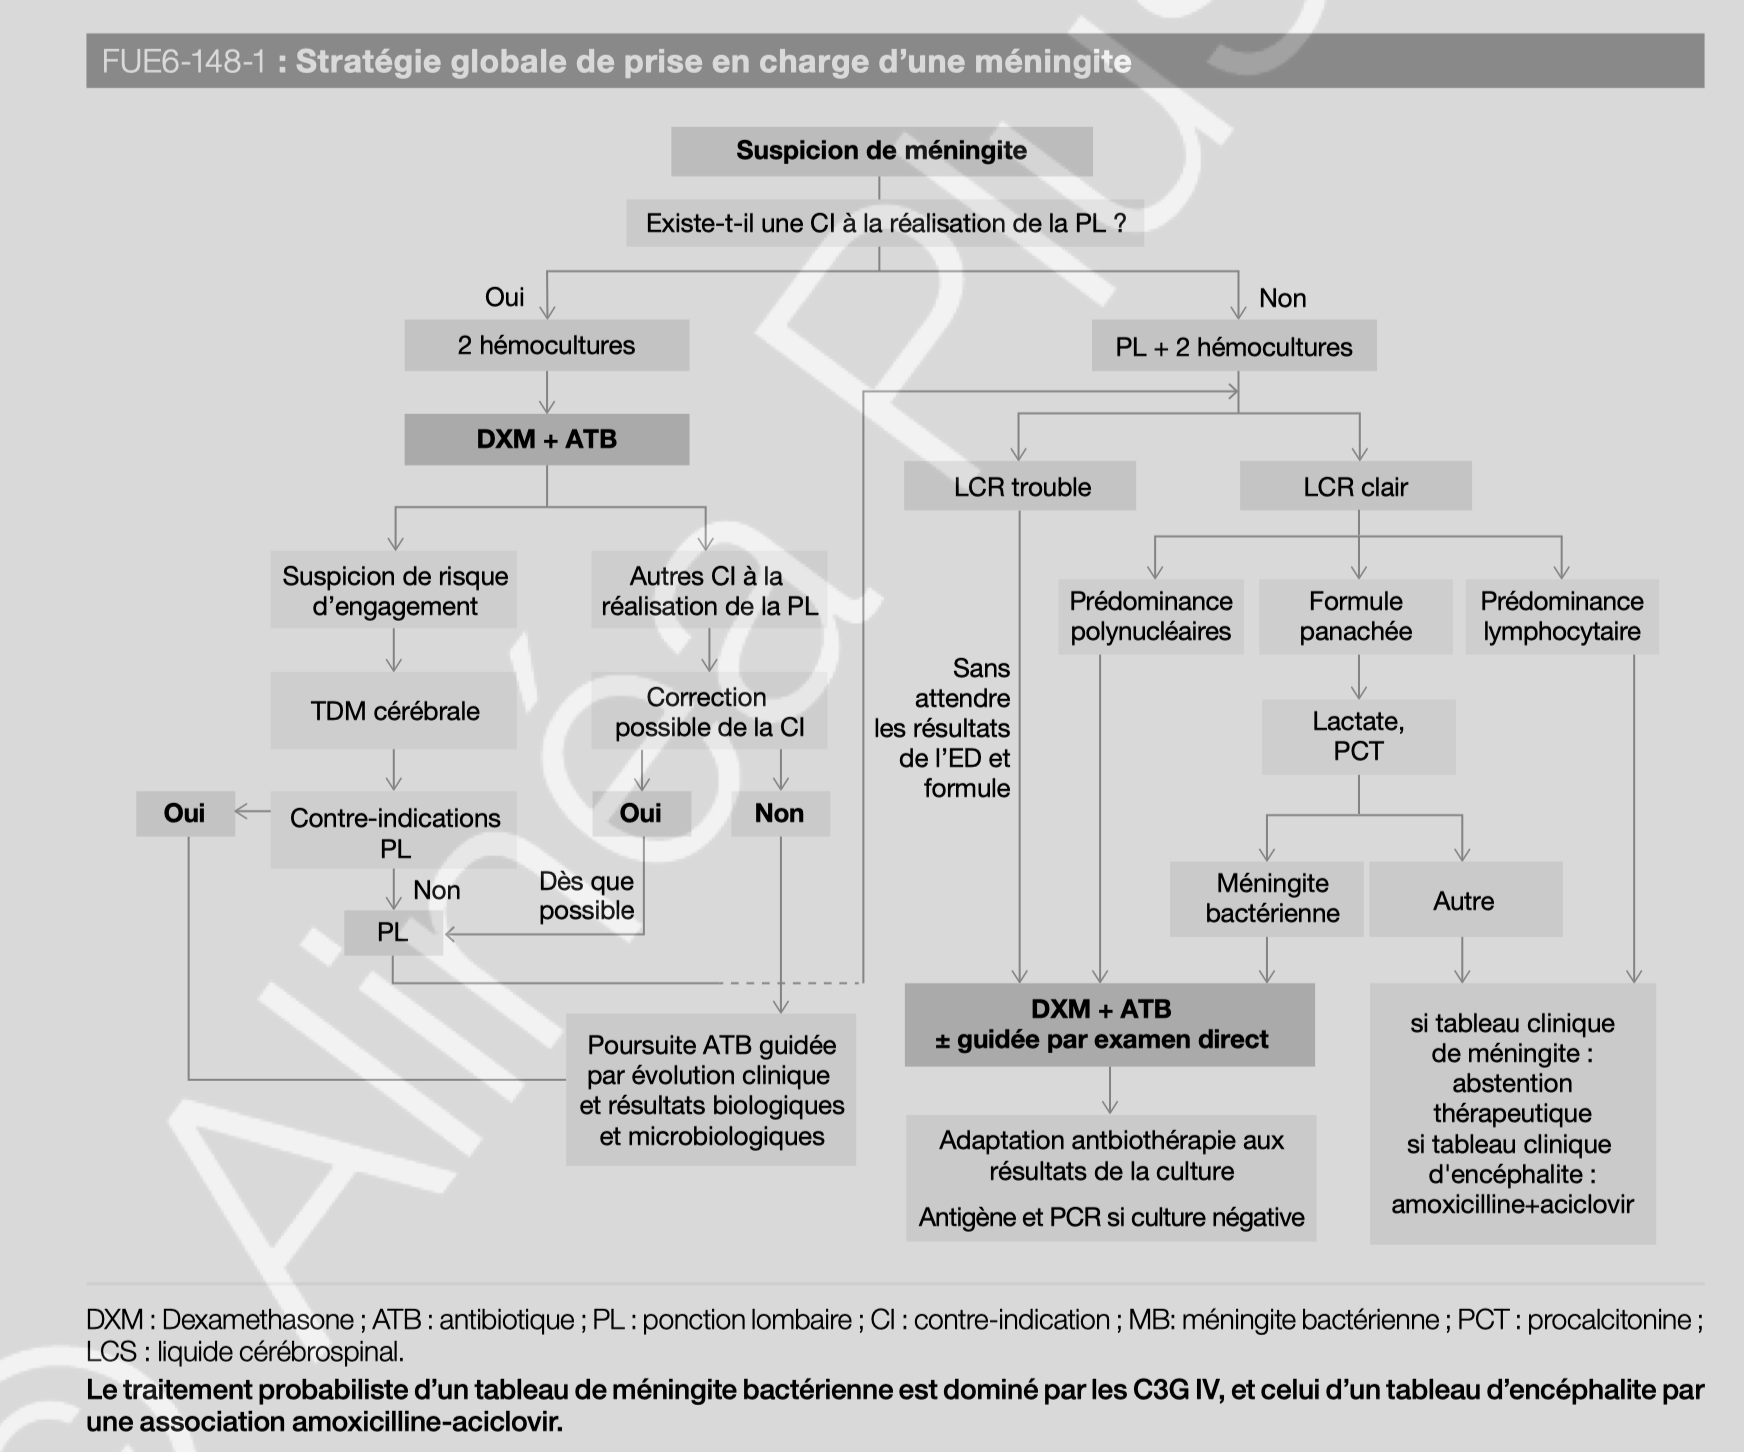 FUE6-148-1 : Stratégie globale de prise en charge d’une méningite
Suspicion de méningite
Existe-t-il une CI à la réalisation de la PL ?
Oui
Non
2 hémocultures
PL + 2 hémocultures
DXM + ATB
LCR trouble
LCR clair
Suspicion de risque
d’engagement
Autres CI à la
réalisation de la PL
Prédominance
polynucléaires
Formule
panachée
Prédominance
lymphocytaire
Sans
attendre
les résultats
de l’ED et
formule
TDM cérébrale
Correction
possible de la CI
Lactate,
PCT
Oui
Contre-indications
PL
Oui
Non
Non
Dès que
possible
PL
Méningite
bactérienne
Autre
DXM + ATB
± guidée par examen direct
Poursuite ATB guidée
par évolution clinique
et résultats biologiques
et microbiologiques
si tableau clinique
de méningite :
abstention
thérapeutique
si tableau clinique
d'encéphalite :
amoxicilline+aciclovir
Adaptation antbiothérapie aux
résultats de la culture
Antigène et PCR si culture négative
DXM : Dexamethasone ; ATB : antibiotique ; PL : ponction lombaire ; CI : contre-indication ; MB: méningite bactérienne ; PCT : procalcitonine ;
LCS : liquide cérébrospinal.
Le traitement probabiliste d’un tableau de méningite bactérienne est dominé par les C3G IV, et celui d’un tableau d’encéphalite par
une association amoxicilline-aciclovir.
© Alinéa Plus